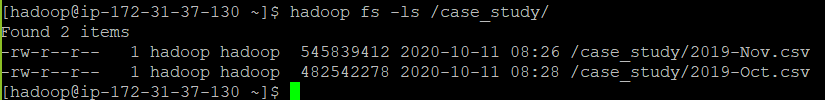 [hadoop@ip-172-31-37-130 ~]$ hadoop fs -ls /case_study/
Found 2 items
-rw-r--r--   1 hadoop hadoop  545839412 2020-10-11 08:26 /case_study/2019-Nov.csv
-rw-r--r--   1 hadoop hadoop  482542278 2020-10-11 08:28 /case_study/2019-Oct.csv
[hadoop@ip-172-31-37-130 ~]$